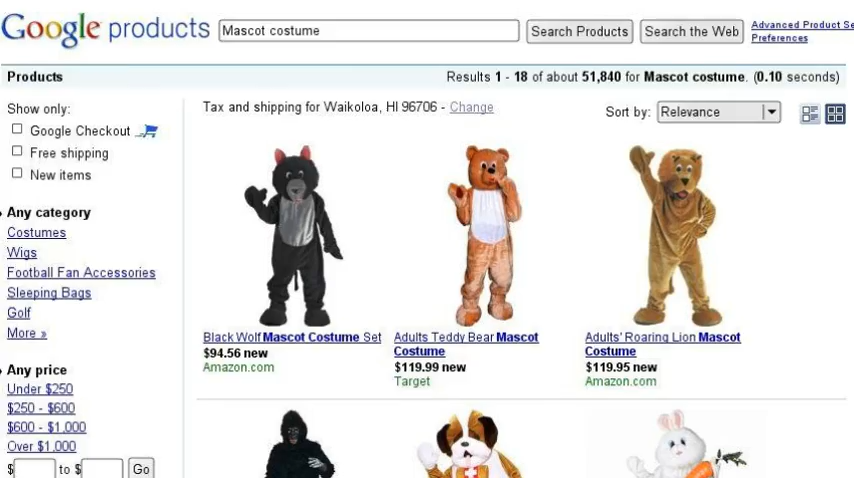 Google products
Mascot costume
Search Products
Search the Web
Advanced Product Se
Preferences
Products
Results 1 - 18 of about 51,840 for Mascot costume. (0.10 seconds)
Show only:
Google Checkout
Free shipping
New items
Any category
Costumes
Wigs
Football Fan Accessories
Sleeping Bags
Golf
More »
Any price
Under $250
$250 - $600
$600 - $1,000
Over $1,000
$ to $ Go
Tax and shipping for Waikoloa, HI 96706 - Change
Sort by: Relevance
Black Wolf Mascot Costume Set
$94.56 new
Amazon.com
Adults Teddy Bear Mascot
Costume
$119.99 new
Target
Adults' Roaring Lion Mascot
Costume
$119.95 new
Amazon.com